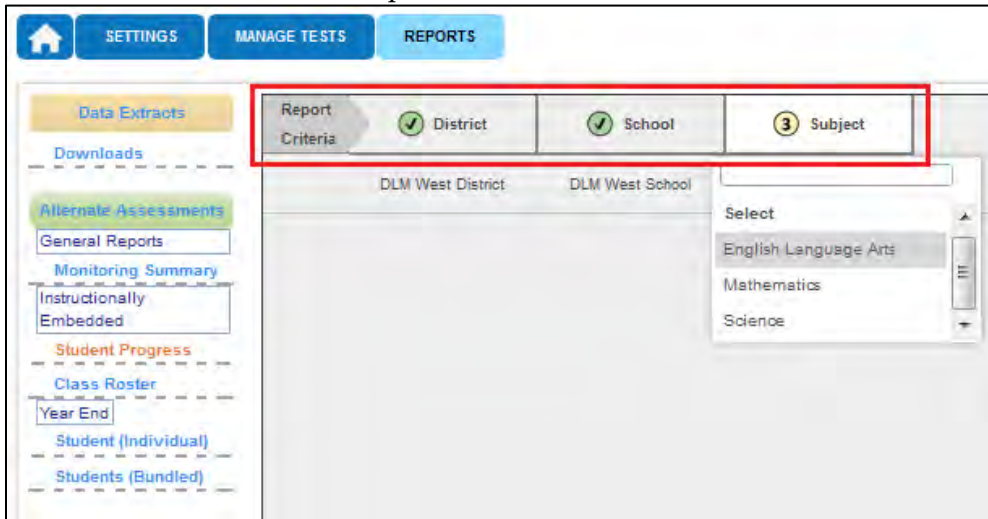 SETTINGS
MANAGE TESTS
REPORTS
Data Extracts
Downloads
Alternate Assessments
General Reports
Monitoring Summary
Instructionally
Embedded
Student Progress
Class Roster
Year End
Student (Individual)
Students (Bundled)
Report
Criteria
District
School
3 Subject
DLM West District
DLM West School
Select
English Language Arts
Mathematics
Science